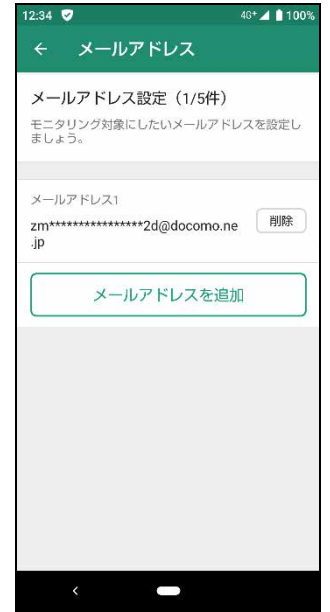 12:34 4G+ 100%
メールアドレス
メールアドレス設定（1/5件）
モニタリング対象にしたいメールアドレスを設定し
ましょう。
メールアドレス1
zm****************2d@docomo.ne
.jp
削除
メールアドレスを追加